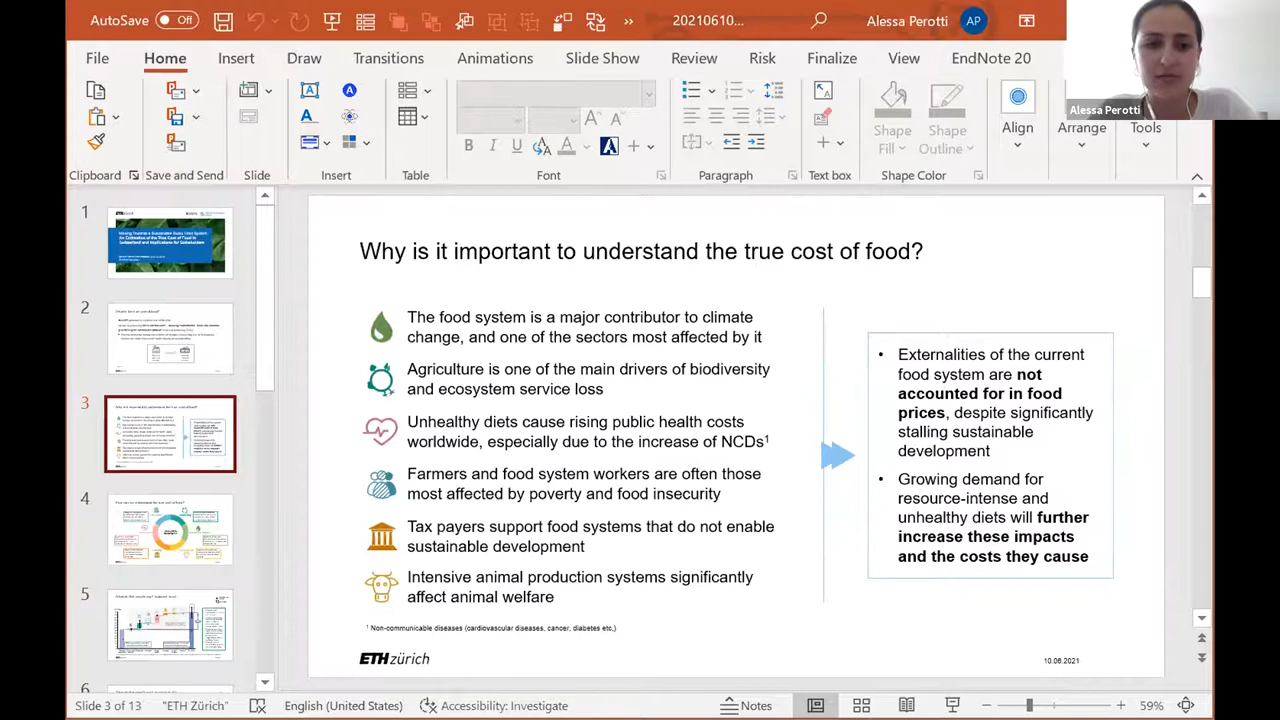 AutoSave Off 20210610... Alessa Perotti AP
File Home Insert Draw Transitions Animations Slide Show Review Risk Finalize View EndNote 20
Alessa Perotti
Shape Fill Shape Outline Align Arrange Tools
Clipboard Save and Send Slide Insert Table Font Paragraph Text box Shape Color
1
2
3
4
5
6
Why is it important to understand the true cost of food?
The food system is a major contributor to climate
change, and one of the sectors most affected by it
Agriculture is one of the main drivers of biodiversity
and ecosystem service loss
Unhealthy diets cause rising public health costs
worldwide, especially due to the increase of NCDs¹
Farmers and food system workers are often those
most affected by poverty and food insecurity
Tax payers support food systems that do not enable
sustainable development
Intensive animal production systems significantly
affect animal welfare
• Externalities of the current
food system are not
accounted for in food
prices, despite significantly
stalling sustainable
development
• Growing demand for
resource-intense and
unhealthy diets will further
increase these impacts
and the costs they cause
¹ Non-communicable diseases (cardiovascular diseases, cancer, diabetes etc,)
ETH zürich
10.06.2021
Slide 3 of 13 "ETH Zürich" English (United States) Accessibility: Investigate Notes 59%